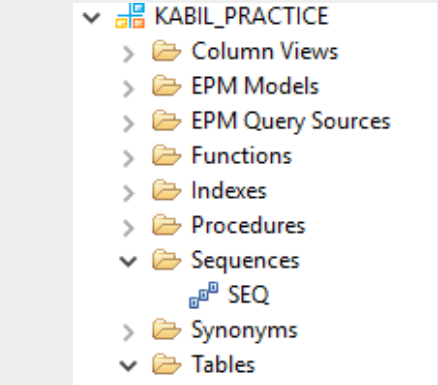 KABIL_PRACTICE
Column Views
EPM Models
EPM Query Sources
Functions
Indexes
Procedures
Sequences
SEQ
Synonyms
Tables